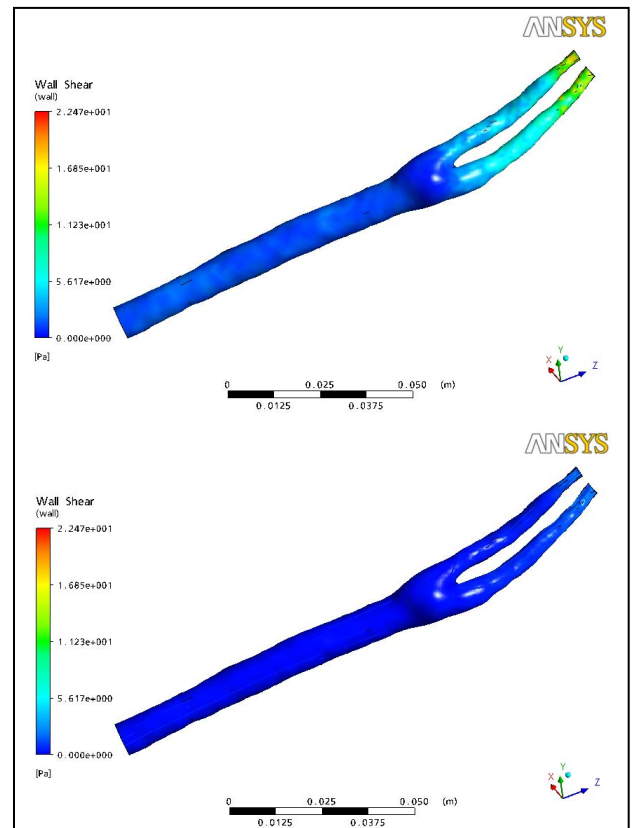 ANSYS
Wall Shear
(wall)
2.247e+001
1.685e+001
1.123e+001
5.617e+000
0.000e+000
[Pa]
0 0.025 0.050 (m)
0.0125 0.0375
X Y Z
ANSYS
Wall Shear
(wall)
2.247e+001
1.685e+001
1.123e+001
5.617e+000
0.000e+000
[Pa]
0 0.025 0.050 (m)
0.0125 0.0375
X Y Z